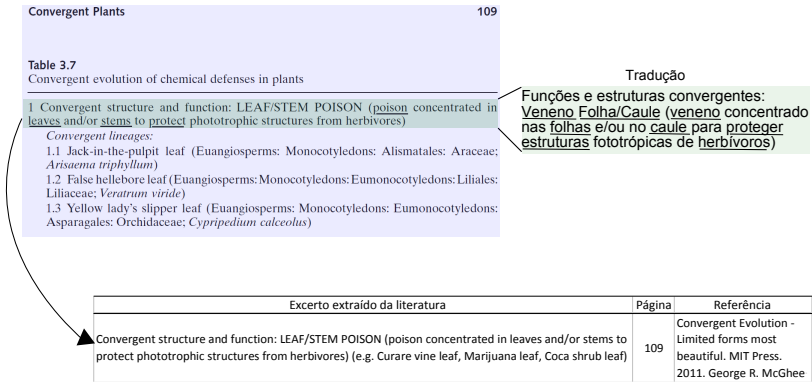 Convergent Plants 109
Table 3.7
Convergent evolution of chemical defenses in plants
1 Convergent structure and function: LEAF/STEM POISON (poison concentrated in
leaves and/or stems to protect phototrophic structures from herbivores)
Convergent lineages:
1.1 Jack-in-the-pulpit leaf (Euangiosperms: Monocotyledons: Alismatales: Araceae;
Arisaema triphyllum)
1.2 False hellebore leaf (Euangiosperms: Monocotyledons: Eumonocotyledons: Liliales:
Liliaceae; Veratrum viride)
1.3 Yellow lady's slipper leaf (Euangiosperms: Monocotyledons: Eumonocotyledons:
Asparagales: Orchidaceae; Cypripedium calceolus)
Tradução
Funções e estruturas convergentes:
Veneno Folha/Caule (veneno concentrado
nas folhas e/ou no caule para proteger
estruturas fototrópicas de herbívoros)
Excerto extraído da literatura Página Referência
Convergent structure and function: LEAF/STEM POISON (poison concentrated in leaves and/or stems to
protect phototrophic structures from herbivores) (e.g. Curare vine leaf, Marijuana leaf, Coca shrub leaf)
109
Convergent Evolution -
Limited forms most
beautiful. MIT Press.
2011. George R. McGhee